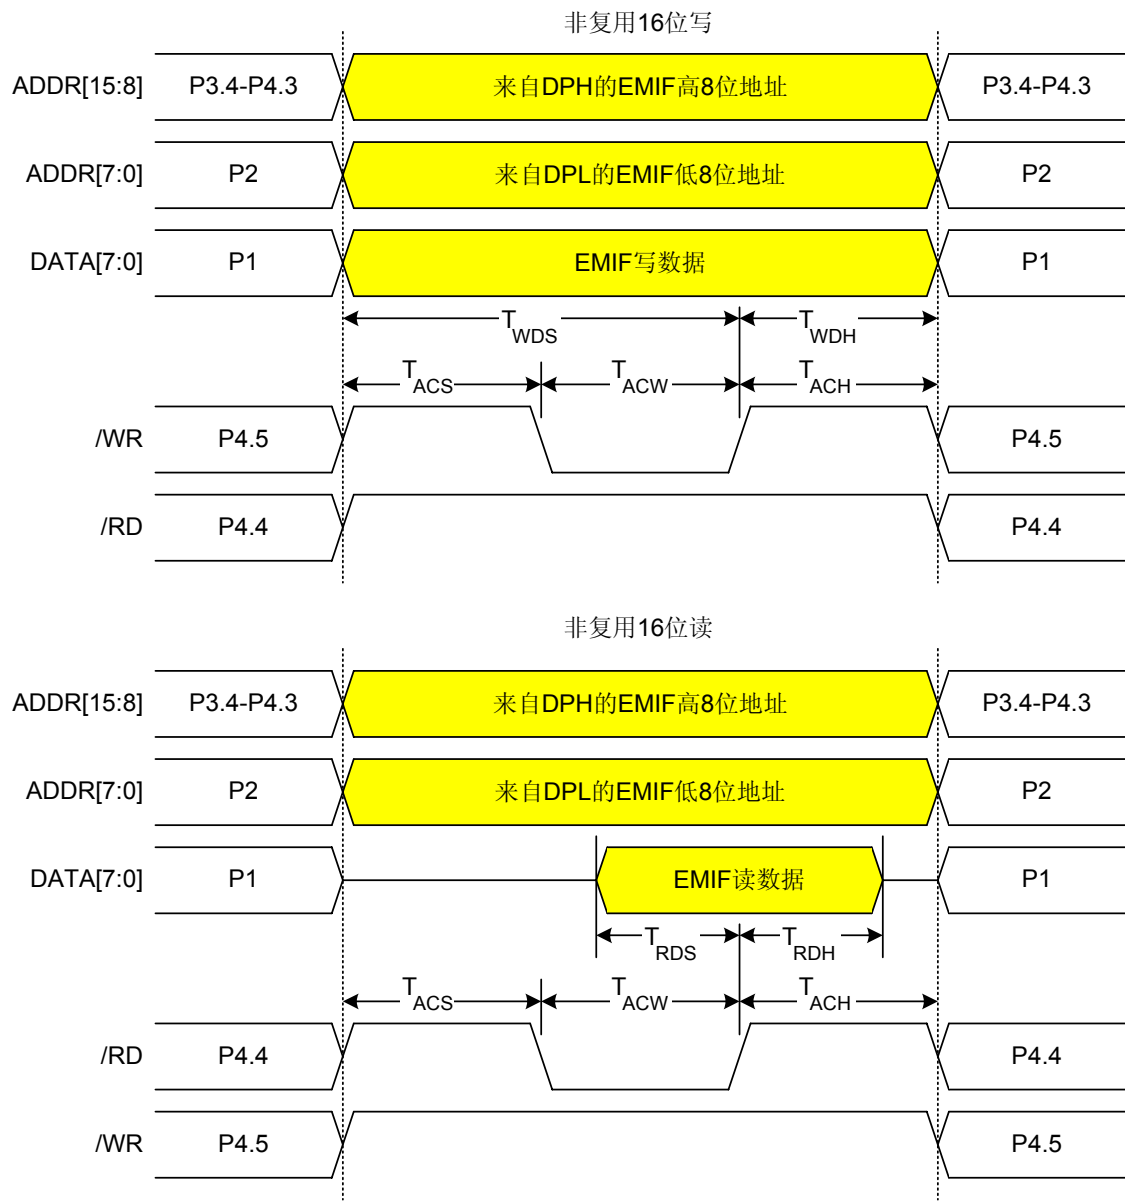 非复用16位写
ADDR[15:8] P3.4-P4.3 来自DPH的EMIF高8位地址 P3.4-P4.3
ADDR[7:0] P2 来自DPL的EMIF低8位地址 P2
DATA[7:0] P1 EMIF写数据 P1
TWDS TWDH
TACS TACW TACH
/WR P4.5 P4.5
/RD P4.4 P4.4
非复用16位读
ADDR[15:8] P3.4-P4.3 来自DPH的EMIF高8位地址 P3.4-P4.3
ADDR[7:0] P2 来自DPL的EMIF低8位地址 P2
DATA[7:0] P1 EMIF读数据 P1
TRDS TRDH
TACS TACW TACH
/RD P4.4 P4.4
/WR P4.5 P4.5